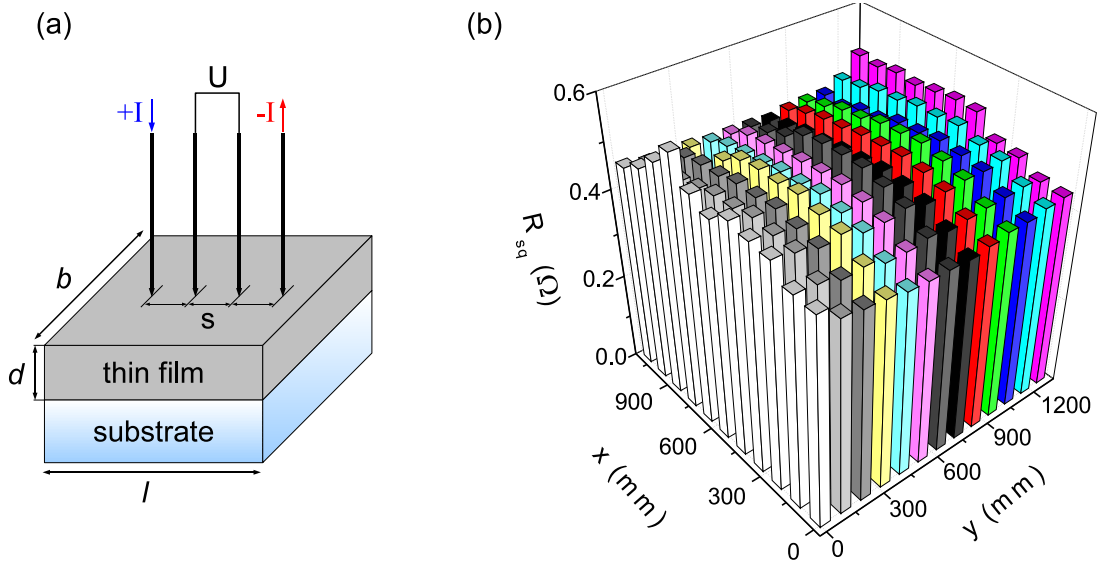 (a)
U
+I
-I
b
s
d
thin film
substrate
l
(b)
0.6
0.4
0.2
0.0
R_sq (Ω)
900
600
300
0
x (mm)
0
300
600
900
1200
y (mm)